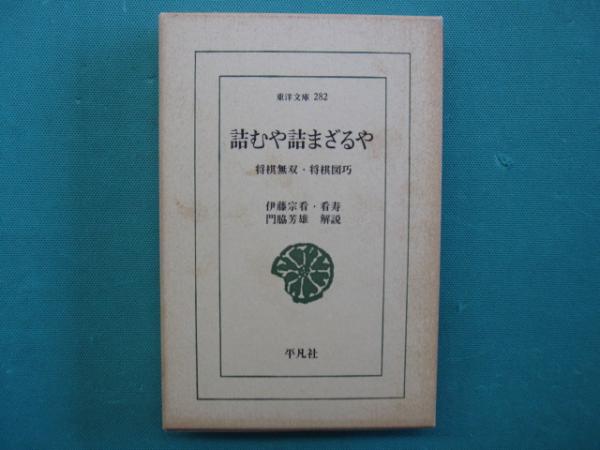 東洋文庫 282
詰むや詰まざるや
将棋無双・将棋図巧
伊藤宗看・看寿
門脇芳雄 解説
平凡社